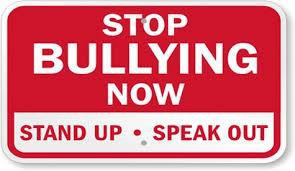 STOP
BULLYING
NOW
STAND UP • SPEAK OUT